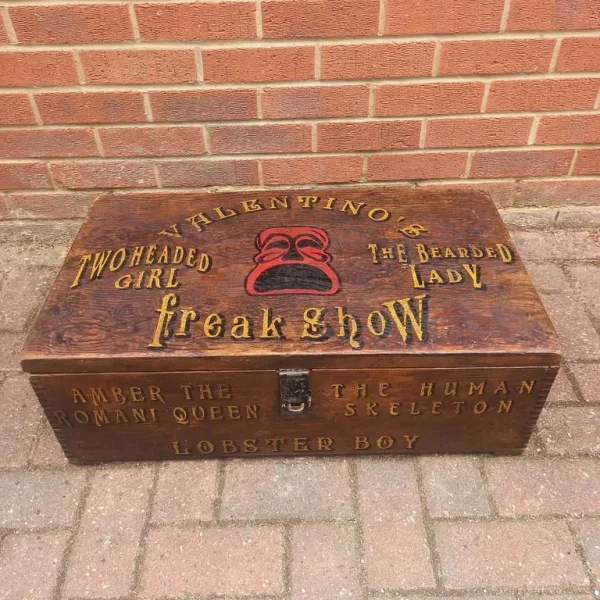 VALENTINO'S
TWO HEADED
GIRL
THE BEARDED
LADY
freak ShoW
AMBER THE
ROMANI QUEEN
THE HUMAN
SKELETON
LOBSTER BOY